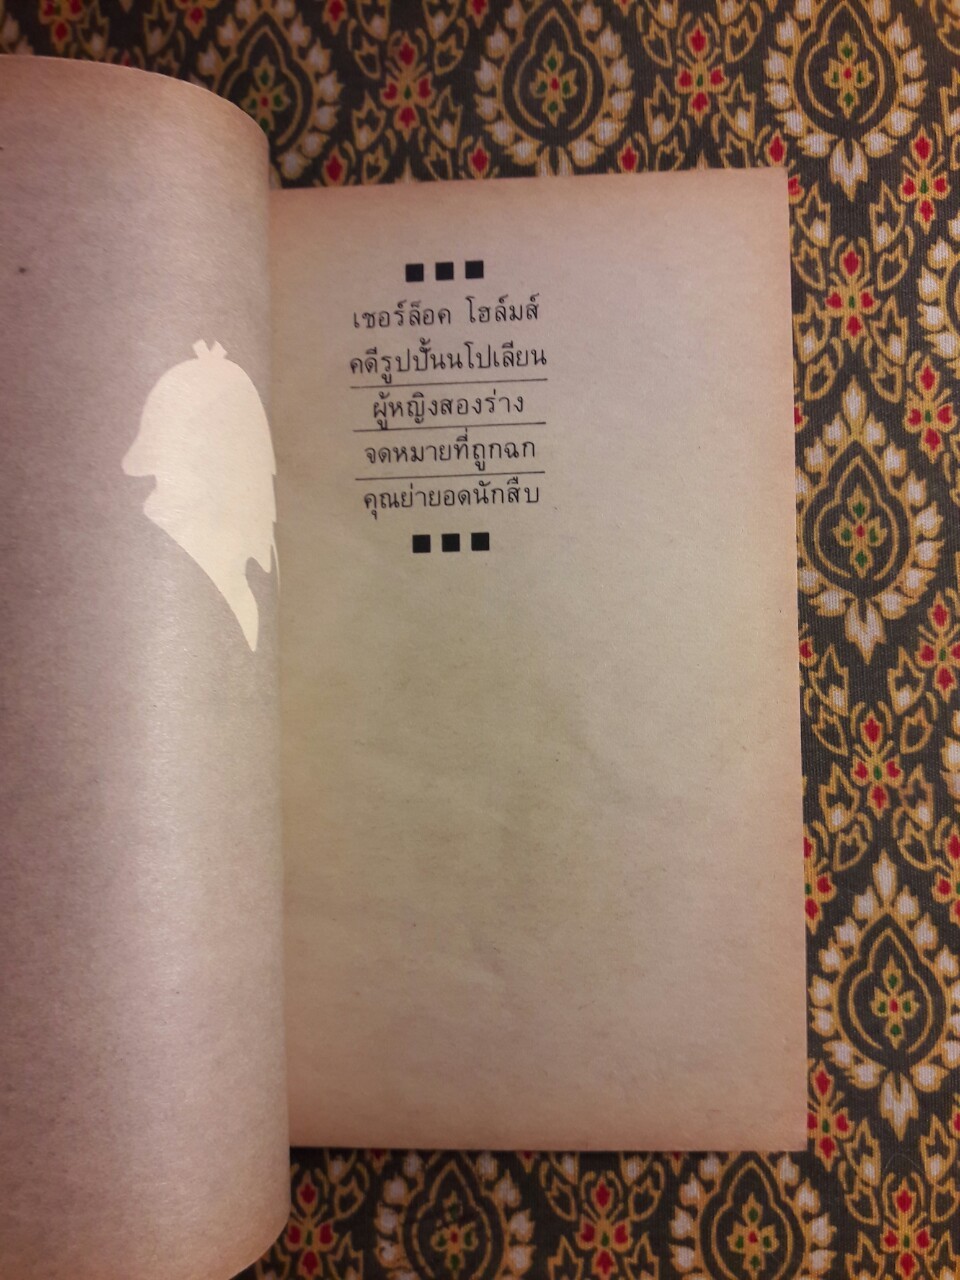 เชอร์ล็อค โฮล์มส์
คดีรูปปั้นนโปเลียน
ผู้หญิงสองร่าง
จดหมายที่ถูกฉก
คุณย่ายอดนักสืบ